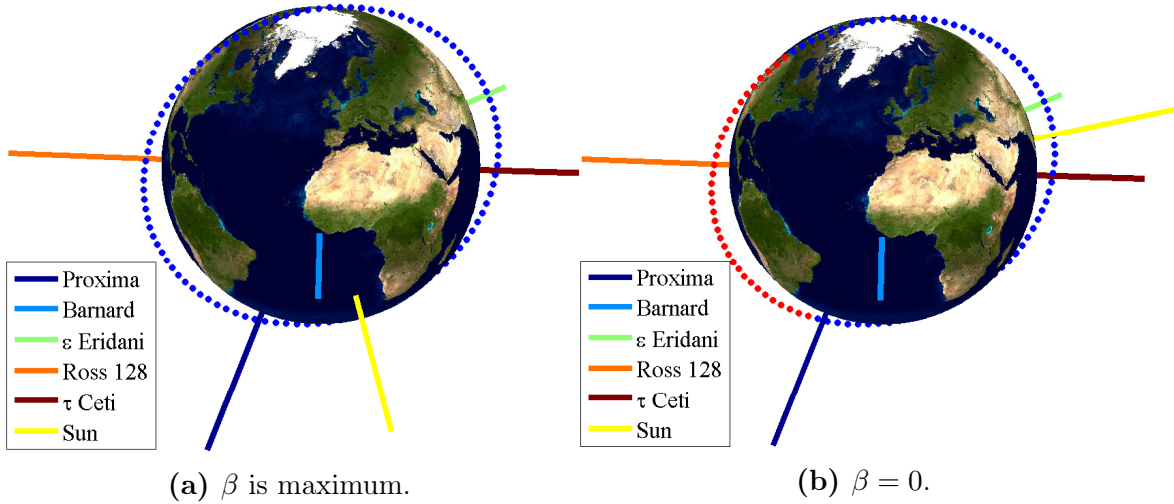 Proxima
Barnard
ε Eridani
Ross 128
τ Ceti
Sun
(a) β is maximum.
Proxima
Barnard
ε Eridani
Ross 128
τ Ceti
Sun
(b) β = 0.